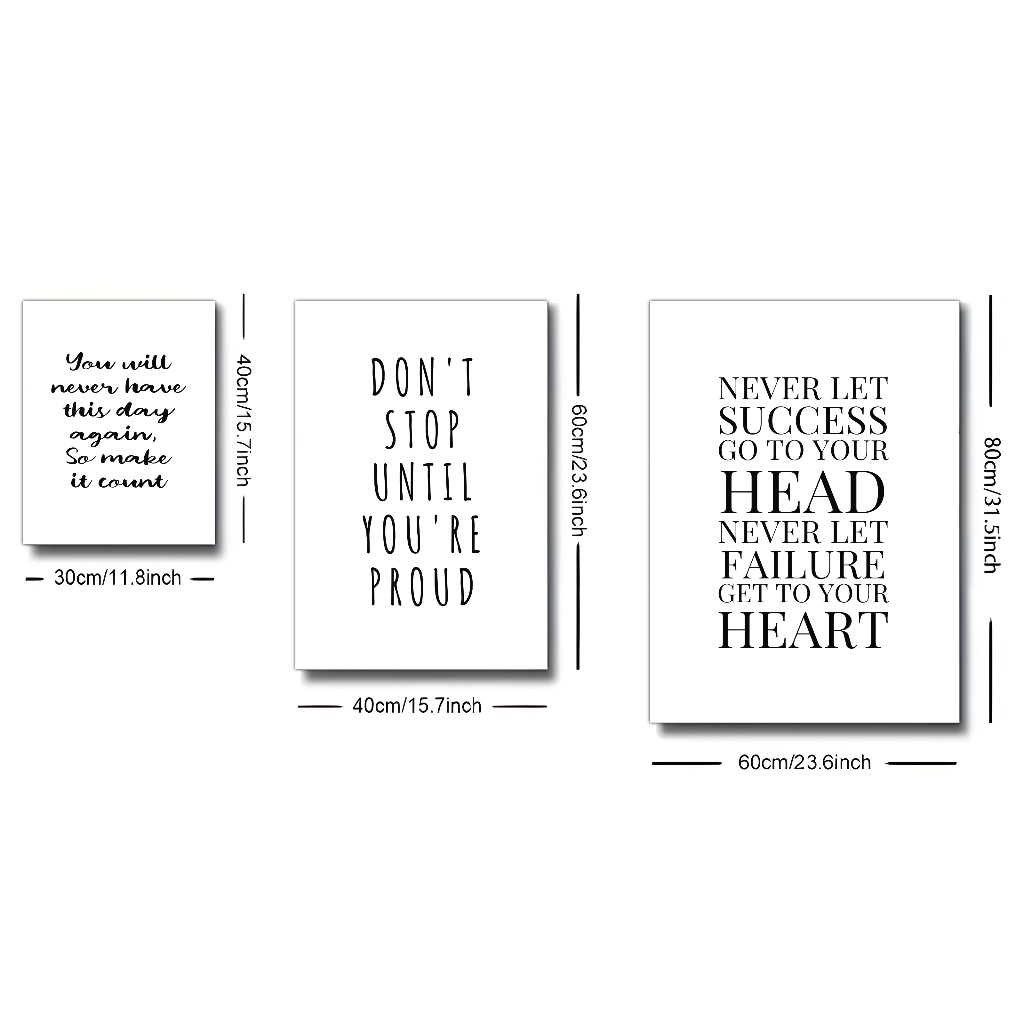 You will
never have
this day
again,
So make
it count
40cm/15.7inch
30cm/11.8inch
DON'T
STOP
UNTIL
YOU'RE
PROUD
60cm/23.6inch
40cm/15.7inch
NEVER LET
SUCCESS
GO TO YOUR
HEAD
NEVER LET
FAILURE
GET TO YOUR
HEART
80cm/31.5inch
60cm/23.6inch